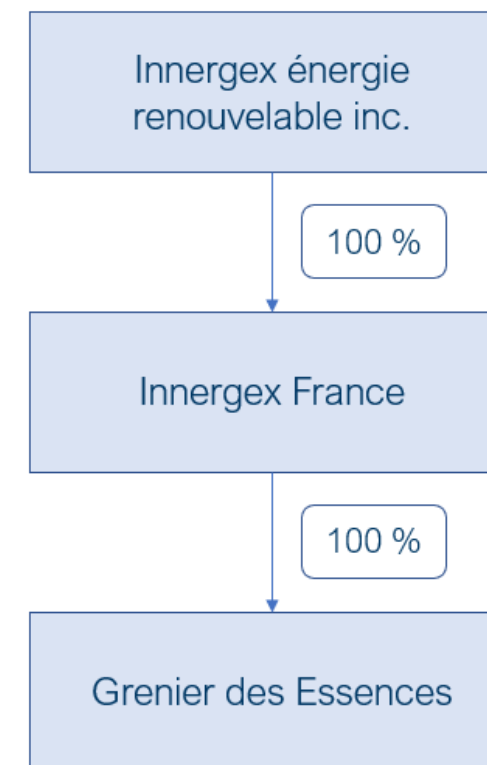 Innergex énergie
renouvelable inc.
100 %
Innergex France
100 %
Grenier des Essences